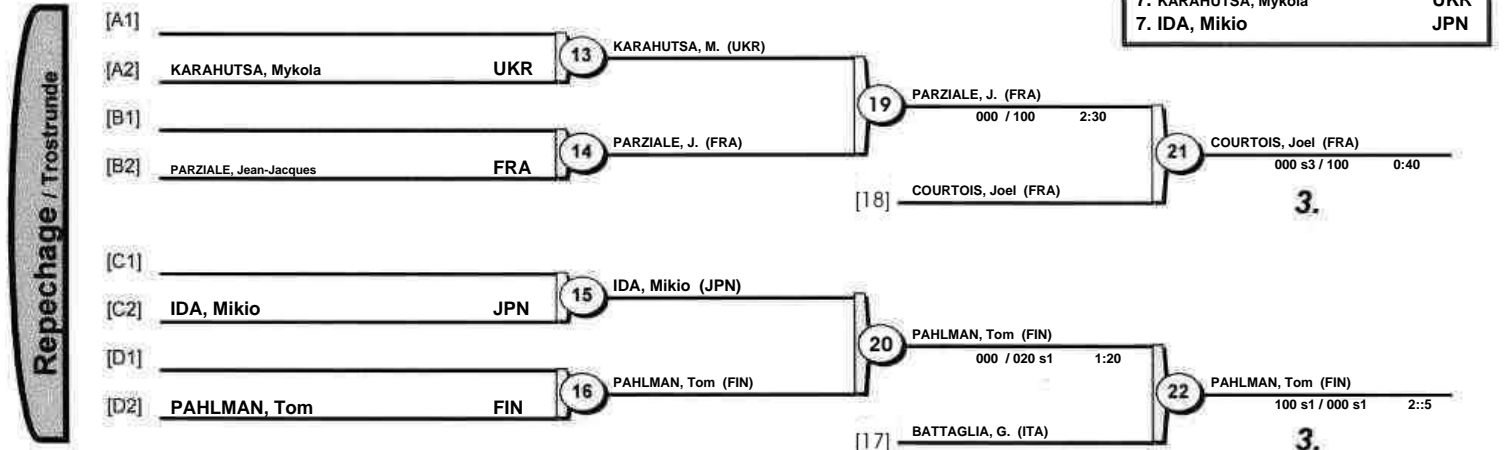 7. KARAHUTSA, Mykola UKR
7. IDA, Mikio JPN
Repechage / Trostrunde
[A1]
[A2] KARAHUTSA, Mykola UKR
[B1]
[B2] PARZIALE, Jean-Jacques FRA
13 KARAHUTSA, M. (UKR)
14 PARZIALE, J. (FRA)
19 PARZIALE, J. (FRA)
000 / 100 2:30
[18] COURTOIS, Joel (FRA)
21 COURTOIS, Joel (FRA)
000 s3 / 100 0:40
3.
[C1]
[C2] IDA, Mikio JPN
[D1]
[D2] PAHLMAN, Tom FIN
15 IDA, Mikio (JPN)
16 PAHLMAN, Tom (FIN)
20 PAHLMAN, Tom (FIN)
000 / 020 s1 1:20
[17] BATTAGLIA, G. (ITA)
22 PAHLMAN, Tom (FIN)
100 s1 / 000 s1 2::5
3.